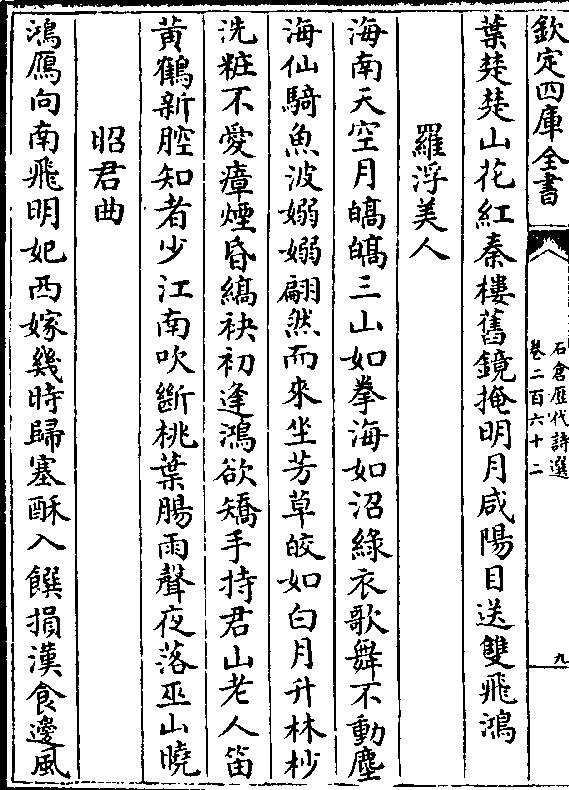 欽定四庫全書
石倉歴代詩選
卷二百六十二
九
葉楚楚山花紅秦樓舊鏡掩明月咸陽目送雙飛鴻
羅浮美人
海南天空月皜皜三山如拳海如沼綠衣歌舞不動塵
海仙騎魚波嫋嫋翩然而來坐芳草皎如白月升林杪
洗粧不愛瘴煙昏縞袂初逢鴻欲矯手持君山老人笛
黄鶴新腔知者少江南吹斷桃葉腸雨聲夜落巫山曉
昭君曲
鴻鴈向南飛明妃西嫁幾時歸塞酥入饌損漢食邊風